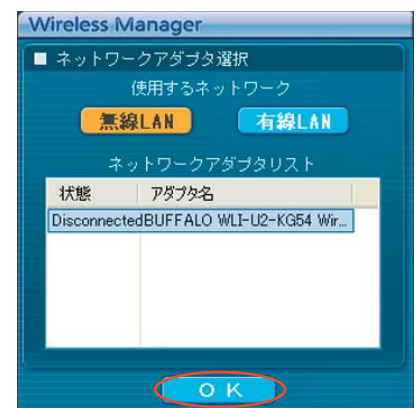 Wireless Manager
ネットワークアダプタ選択
使用するネットワーク
無線LAN 有線LAN
ネットワークアダプタリスト
状態 アダプタ名
DisconnectedBUFFALO WLI-U2-KG54 Wir...
OK